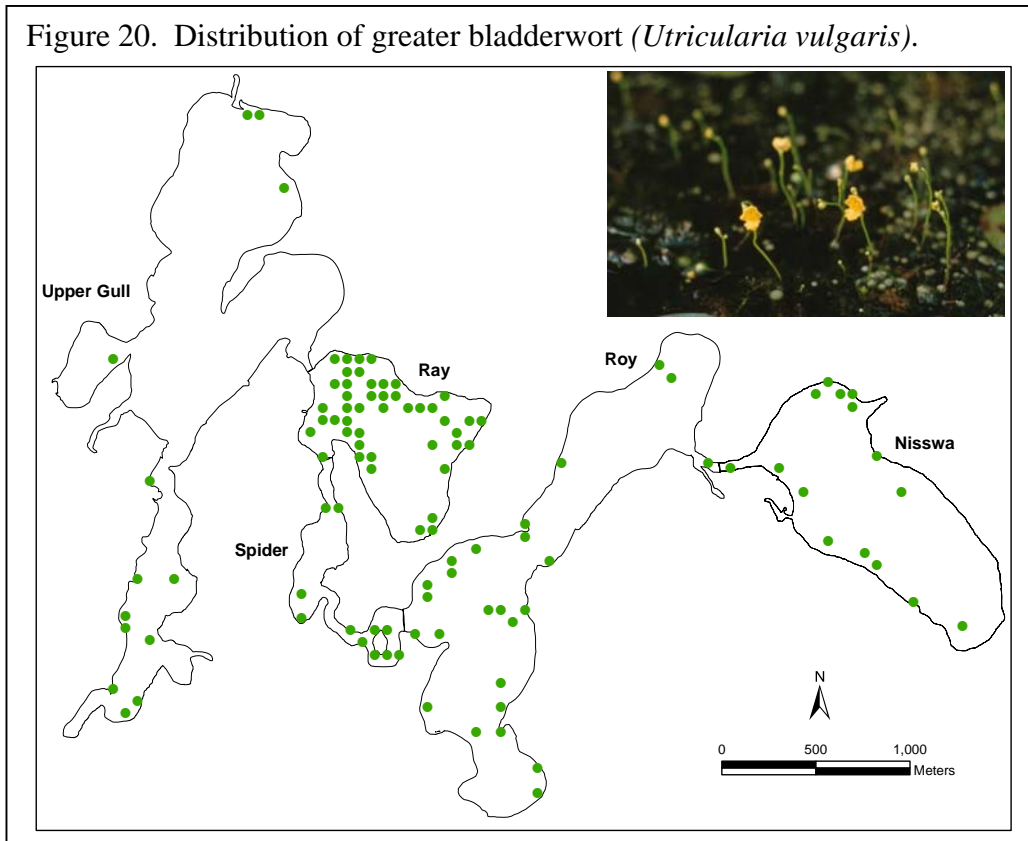 Figure 20.  Distribution of greater bladderwort (Utricularia vulgaris).
Upper Gull
Ray
Roy
Nisswa
Spider
N
0 500 1,000
Meters